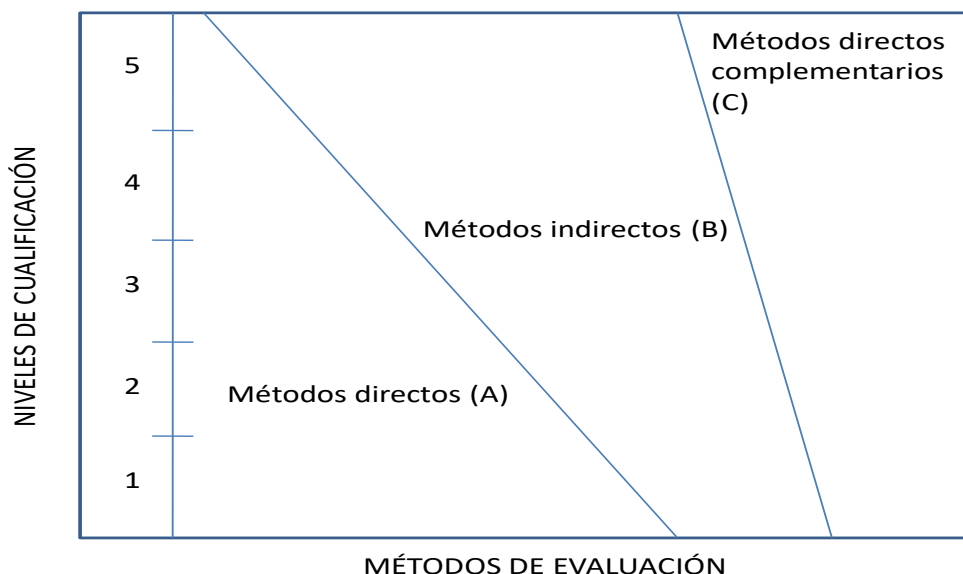 NIVELES DE CUALIFICACIÓN
5
4
3
2
1
Métodos directos
complementarios
(C)
Métodos indirectos (B)
Métodos directos (A)
MÉTODOS DE EVALUACIÓN